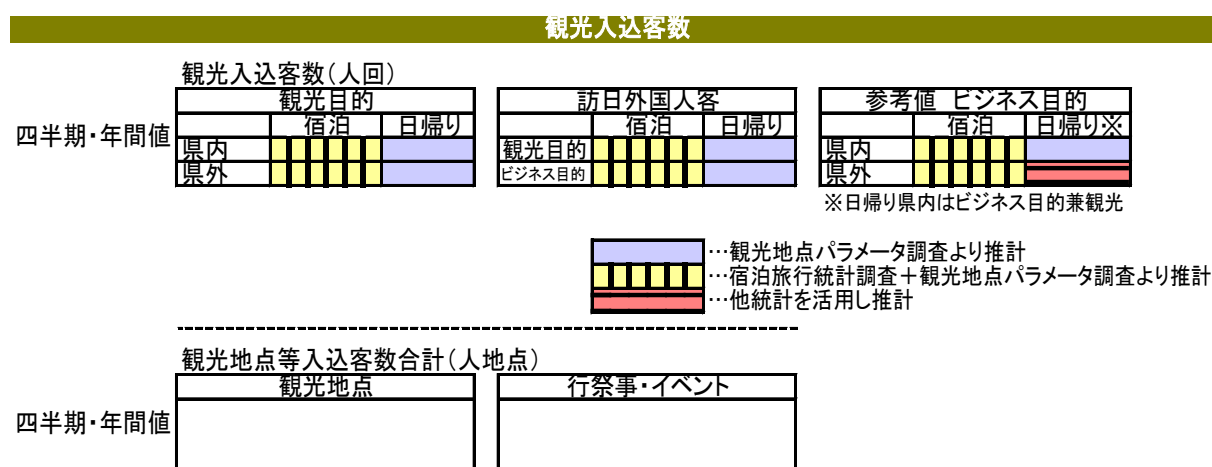 観光入込客数
観光入込客数(人回)
観光目的 訪日外国人客 参考値 ビジネス目的
宿泊 日帰り 宿泊 日帰り 宿泊 日帰り※
四半期・年間値
県内 観光目的 県内
県外 ビジネス目的 県外
※日帰り県内はビジネス目的兼観光
…観光地点パラメータ調査より推計
…宿泊旅行統計調査+観光地点パラメータ調査より推計
…他統計を活用し推計
観光地点等入込客数合計(人地点)
観光地点 行祭事・イベント
四半期・年間値